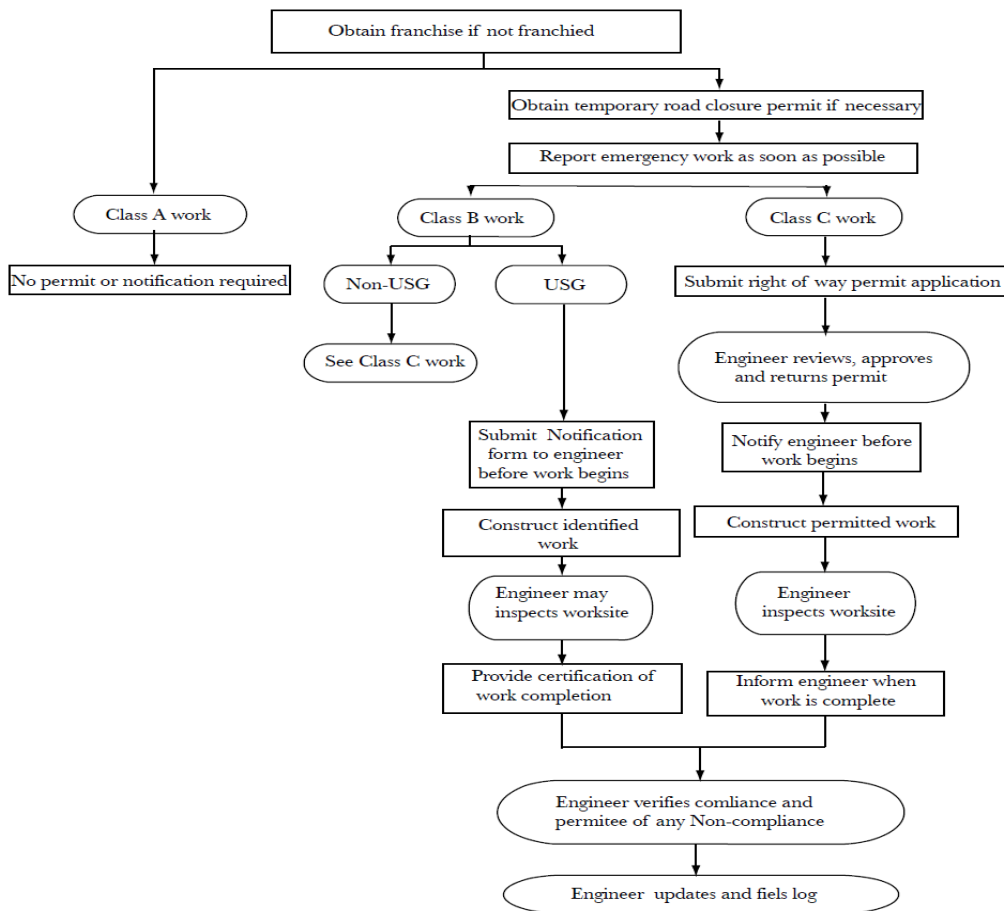 Obtain franchise if not franchied
Obtain temporary road closure permit if necessary
Report emergency work as soon as possible
Class A work
Class B work
Class C work
No permit or notification required
Non-USG
USG
Submit right of way permit application
See Class C work
Engineer reviews, approves
and returns permit
Submit Notification
form to engineer
before work begins
Notify engineer before
work begins
Construct identified
work
Construct permitted work
Engineer may
inspects worksite
Engineer
inspects worksite
Provide certification of
work completion
Inform engineer when
work is complete
Engineer verifies comliance and
permitee of any Non-compliance
Engineer updates and fiels log